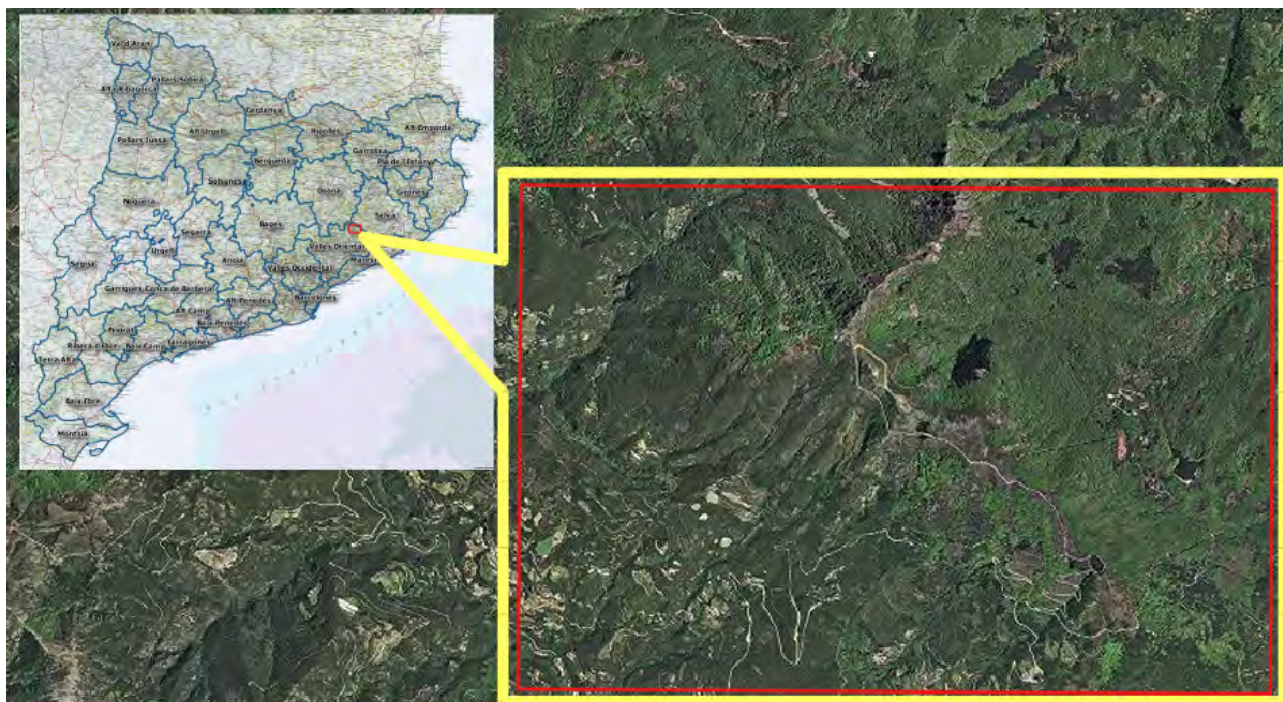 Val d'Aran
Pallars Sobirà
Alta Ribagorça
Cerdanya
Alt Urgell
Ripollès
Alt Empordà
Pallars Jussà
Garrotxa
Berguedà
Pla de l'Estany
Solsonès
Osona
Gironès
Noguera
Selva
Bages
Segarra
Valles Oriental
Urgell
Maresme
Segrià
Anoia
Valles Occidental
Garrigues
Conca de Barberà
Alt Penedès
Barcelonès
Alt Camp
Baix Penedès
Priorat
Ribera d'Ebre
Baix Camp
Tarragonès
Terra Alta
Baix Ebre
Montsià